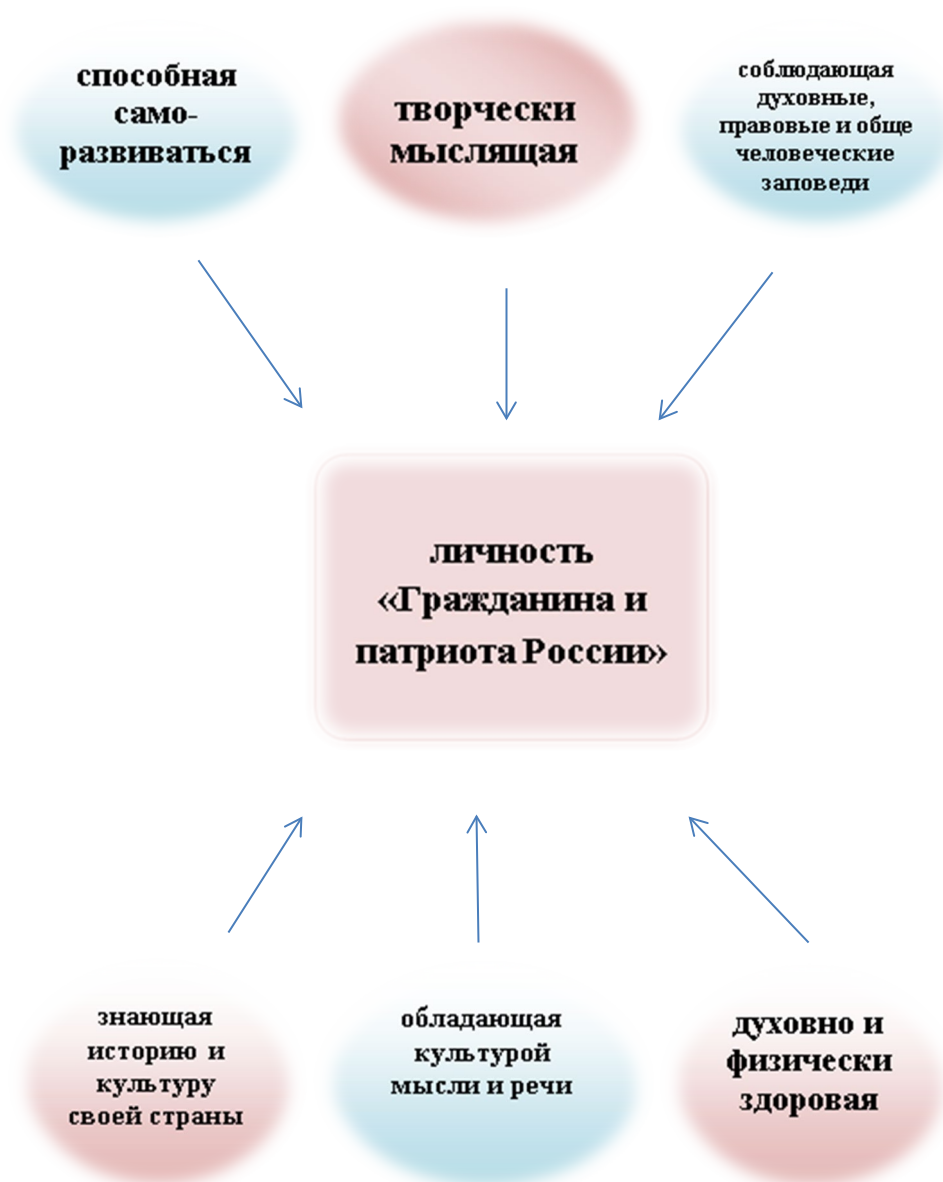 способная
само-
развиваться
творчески
мыслящая
соблюдающая
духовные,
правовые и обще
человеческие
заповеди
личность
«Гражданина и
патриота России»
знающая
историю и
культуру
своей страны
обладающая
культурой
мысли и речи
духовно и
физически
здоровая